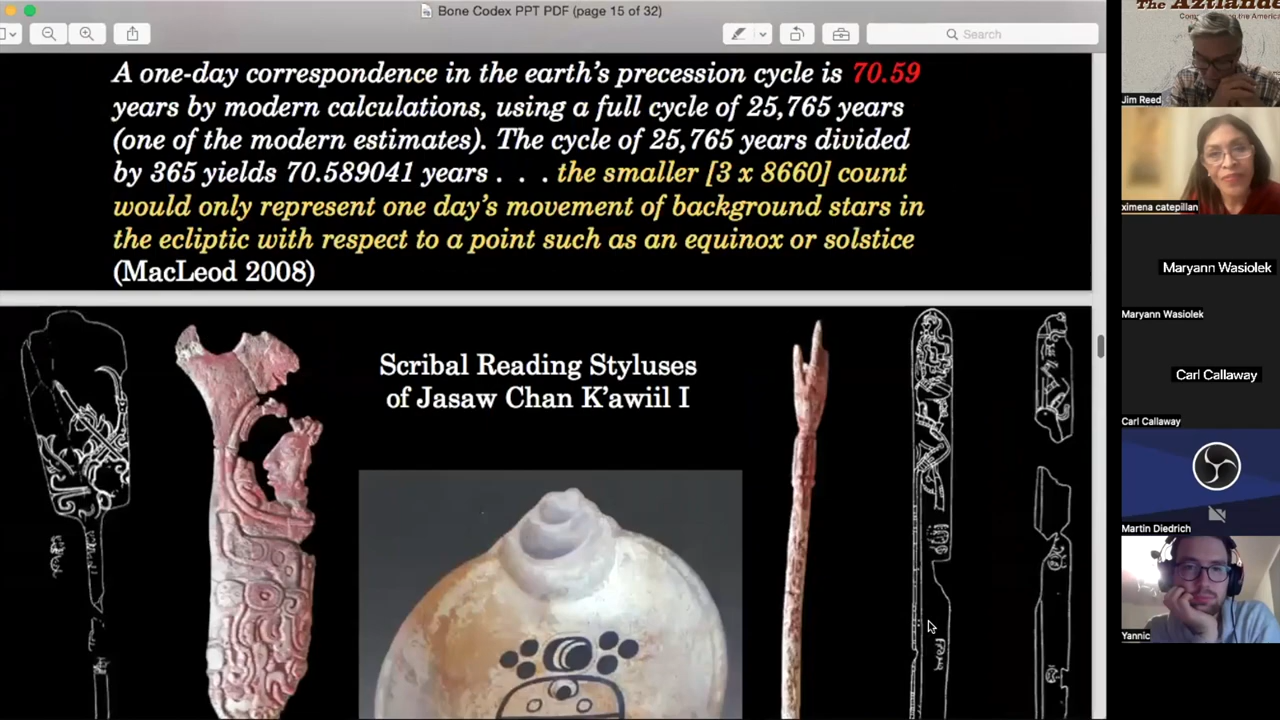 Bone Codex PPT PDF (page 15 of 32)
Search
A one-day correspondence in the earth's precession cycle is 70.59
years by modern calculations, using a full cycle of 25,765 years
(one of the modern estimates). The cycle of 25,765 years divided
by 365 yields 70.589041 years . . . the smaller [3 x 8660] count
would only represent one day's movement of background stars in
the ecliptic with respect to a point such as an equinox or solstice
(MacLeod 2008)
Scribal Reading Styluses
of Jasaw Chan K'awiil I
The Aztlande
Jim Reed
ximena catepillan
Maryann Wasiolek
Maryann Wasiolek
Carl Callaway
Carl Callaway
Martin Diedrich
Yannic